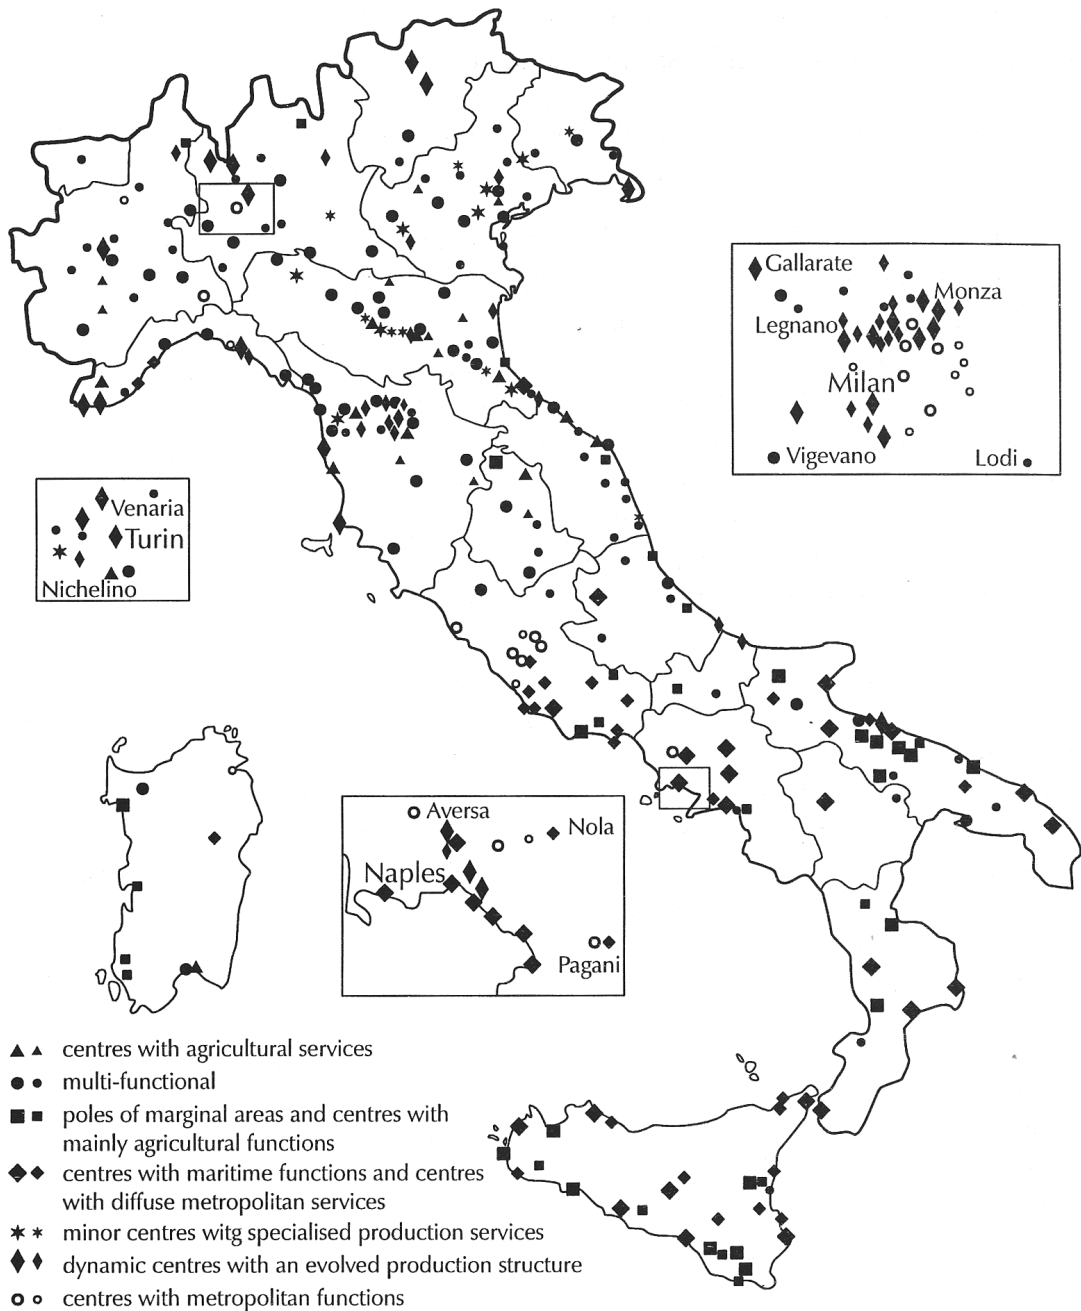 Gallarate
Monza
Legnano
Milan
Vigevano
Lodi
Venaria
Turin
Nichelino
Aversa
Nola
Naples
Pagani
centres with agricultural services
multi-functional
poles of marginal areas and centres with
mainly agricultural functions
centres with maritime functions and centres
with diffuse metropolitan services
minor centres witg specialised production services
dynamic centres with an evolved production structure
centres with metropolitan functions